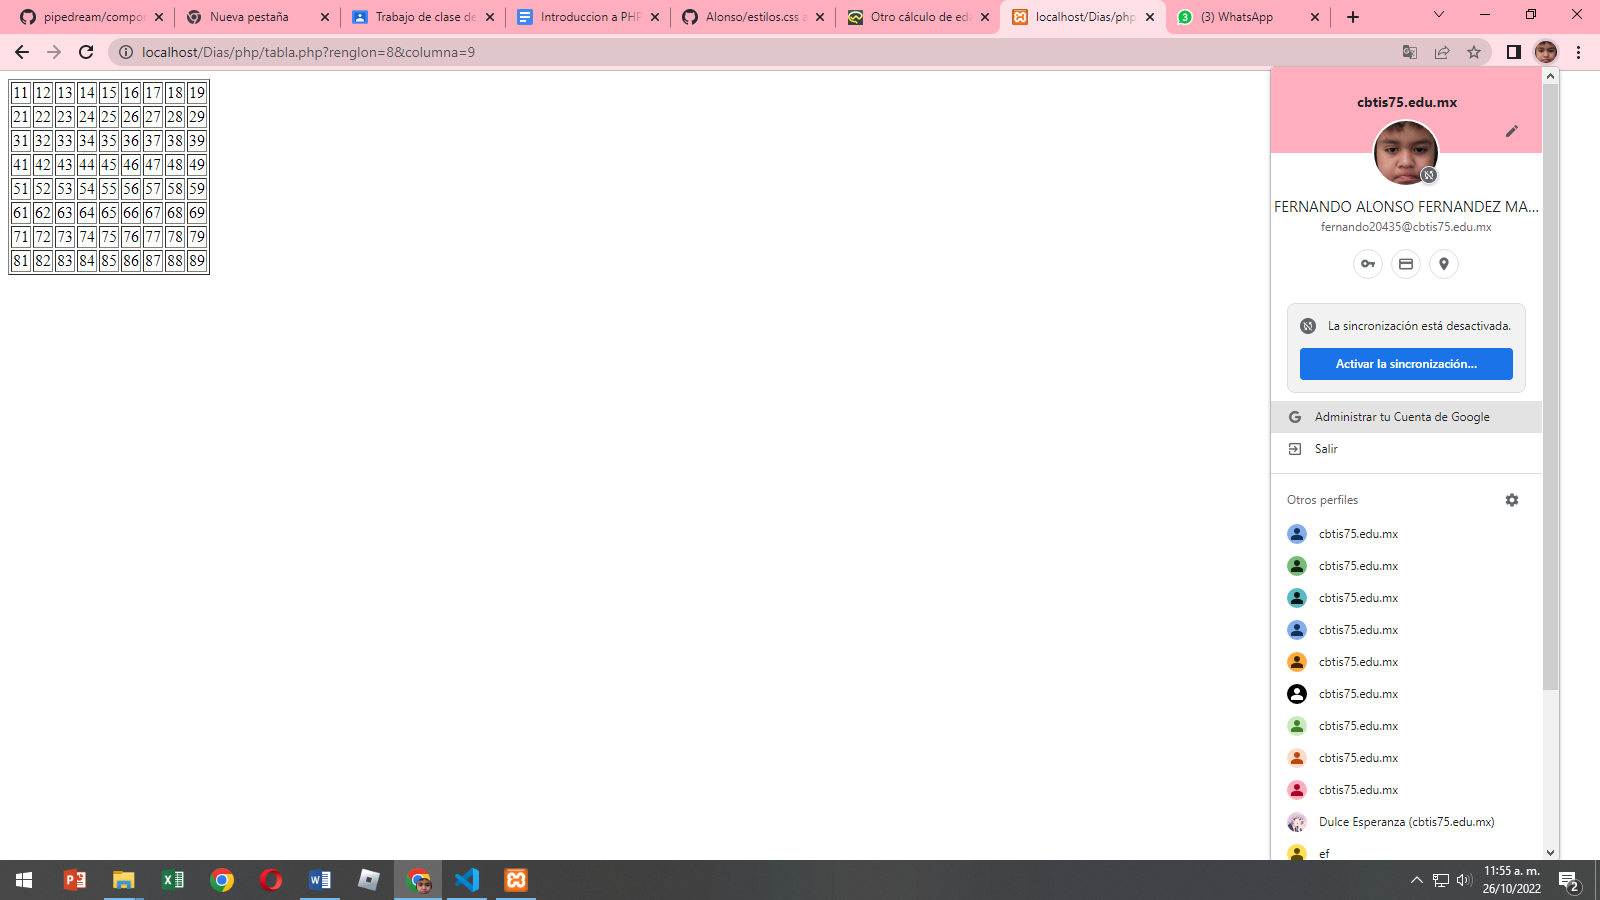 pipedream/compor
Nueva pestaña
Trabajo de clase de
Introduccion a PHP
Alonso/estilos.css a
Otro cálculo de eda
localhost/Dias/php
(3) WhatsApp
localhost/Dias/php/tabla.php?renglon=8&columna=9
11 12 13 14 15 16 17 18 19
21 22 23 24 25 26 27 28 29
31 32 33 34 35 36 37 38 39
41 42 43 44 45 46 47 48 49
51 52 53 54 55 56 57 58 59
61 62 63 64 65 66 67 68 69
71 72 73 74 75 76 77 78 79
81 82 83 84 85 86 87 88 89
cbtis75.edu.mx
FERNANDO ALONSO FERNANDEZ MA...
fernando20435@cbtis75.edu.mx
La sincronización está desactivada.
Activar la sincronización...
Administrar tu Cuenta de Google
Salir
Otros perfiles
cbtis75.edu.mx
cbtis75.edu.mx
cbtis75.edu.mx
cbtis75.edu.mx
cbtis75.edu.mx
cbtis75.edu.mx
cbtis75.edu.mx
cbtis75.edu.mx
cbtis75.edu.mx
Dulce Esperanza (cbtis75.edu.mx)
ef
11:55 a. m.
26/10/2022
2